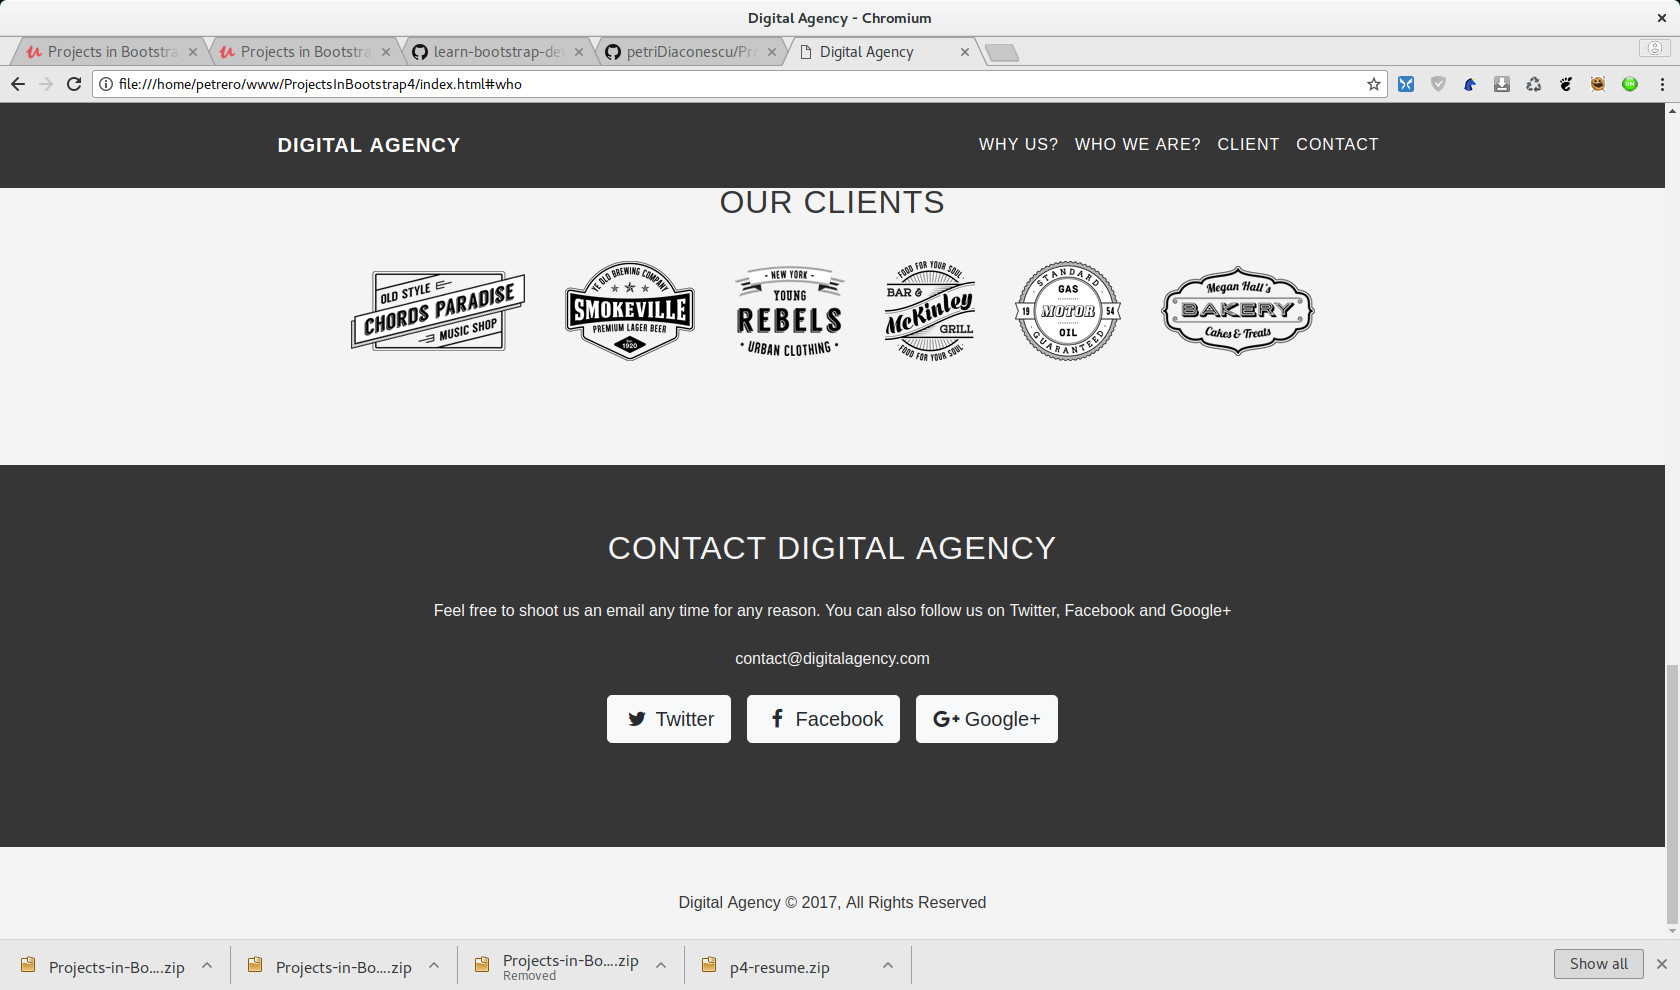 Digital Agency - Chromium
Projects in Bootstra
Projects in Bootstra
learn-bootstrap-de
petriDiaconescu/Pro
Digital Agency
file:///home/petrero/www/ProjectsInBootstrap4/index.html#who
DIGITAL AGENCY
WHY US? WHO WE ARE? CLIENT CONTACT
OUR CLIENTS
OLD STYLE
CHORDS PARADISE
MUSIC SHOP
YE OLD BREWING COMPANY
SMOKEVILLE
PREMIUM LAGER BEER
1920
- NEW YORK -
YOUNG
REBELS
• URBAN CLOTHING •
FOOD FOR YOUR SOUL
BAR &
McKinley
GRILL
FOOD FOR YOUR SOUL
STANDARD
GAS
19 MOTOR 54
OIL
GUARANTEED
Megan Hall's
BAKERY
Cakes & Treats
CONTACT DIGITAL AGENCY
Feel free to shoot us an email any time for any reason. You can also follow us on Twitter, Facebook and Google+
contact@digitalagency.com
Twitter
Facebook
G+ Google+
Digital Agency © 2017, All Rights Reserved
Projects-in-Bo....zip
Projects-in-Bo....zip
Projects-in-Bo....zip
Removed
p4-resume.zip
Show all